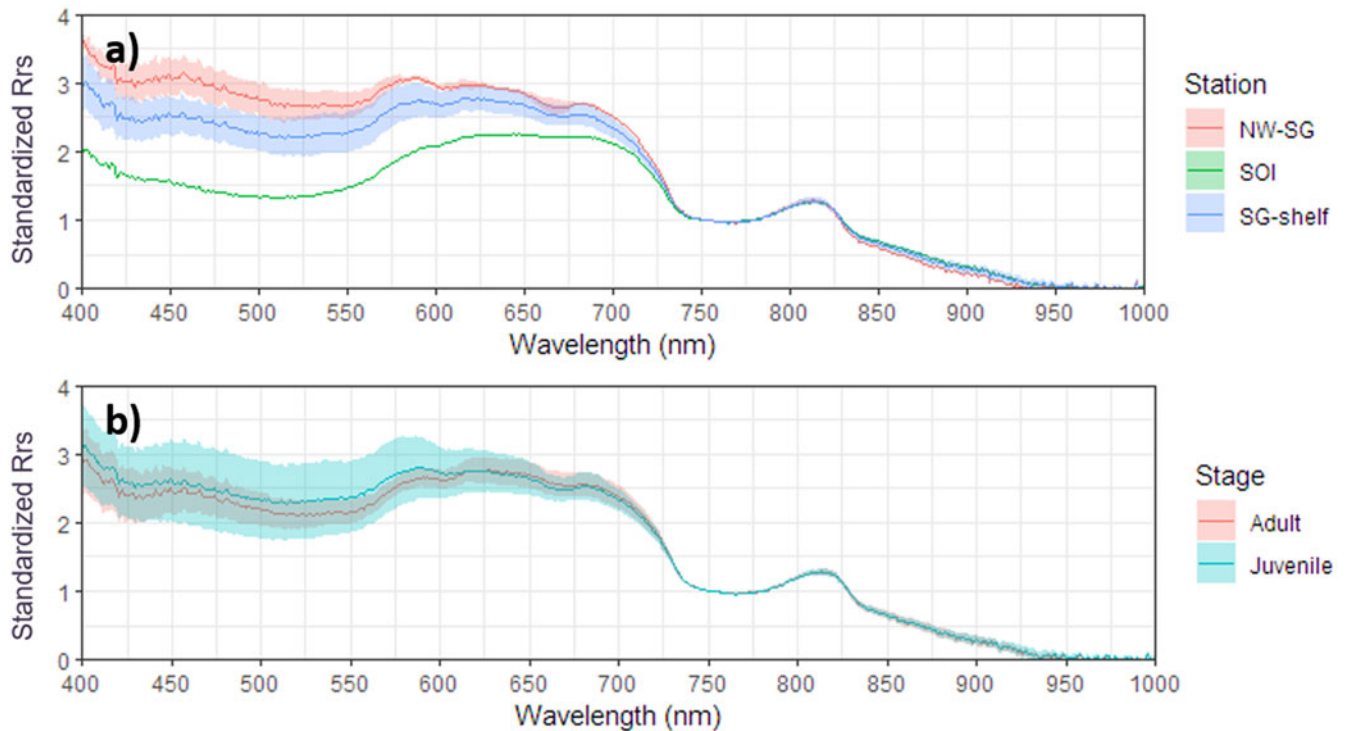 a)
Standardized Rrs
4
3
2
1
0
400 450 500 550 600 650 700 750 800 850 900 950 1000
Wavelength (nm)
Station
NW-SG
SOI
SG-shelf
b)
Standardized Rrs
4
3
2
1
0
400 450 500 550 600 650 700 750 800 850 900 950 1000
Wavelength (nm)
Stage
Adult
Juvenile